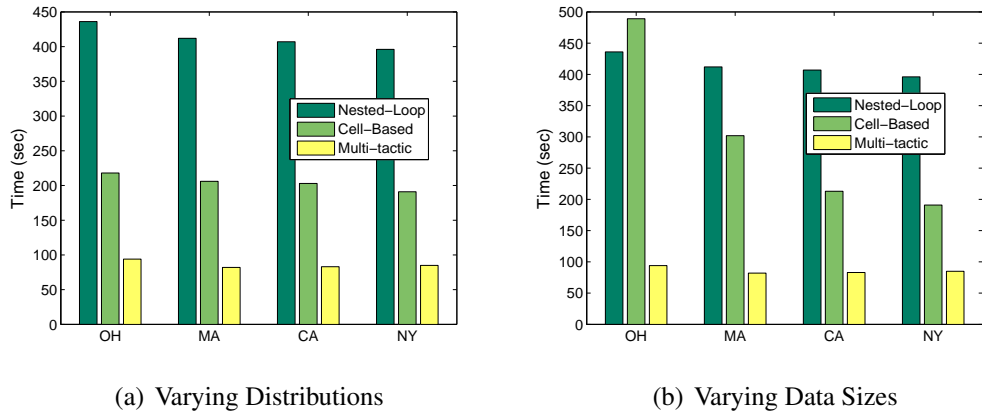 450
400
350
300
250
200
150
100
50
0
Time (sec)
Nested-Loop
Cell-Based
Multi-tactic
OH MA CA NY
(a) Varying Distributions
500
450
400
350
300
250
200
150
100
50
0
Time (sec)
Nested-Loop
Cell-Based
Multi-tactic
OH MA CA NY
(b) Varying Data Sizes